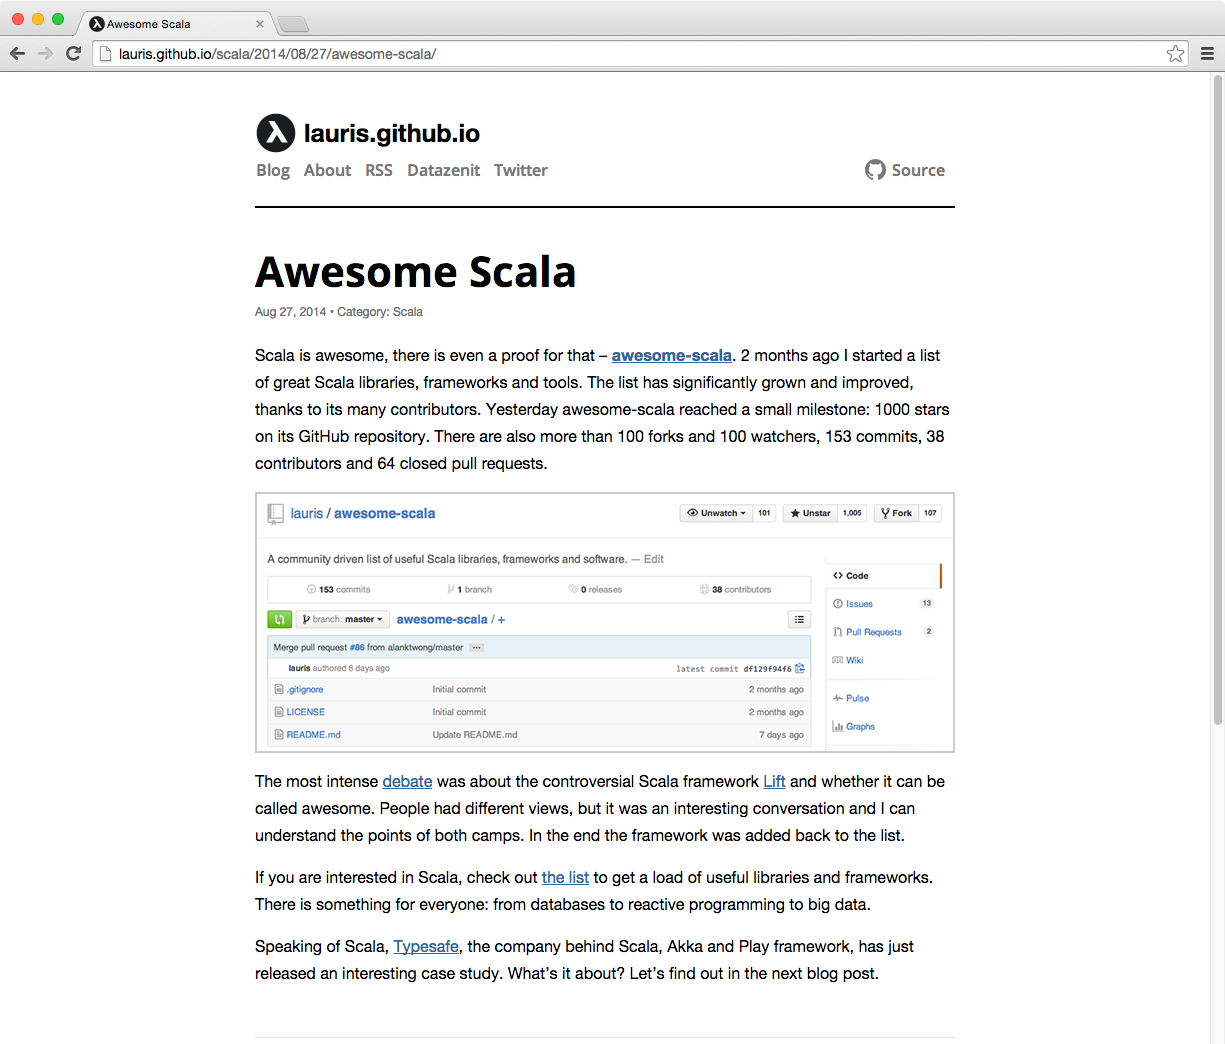 Awesome Scala
lauris.github.io/scala/2014/08/27/awesome-scala/
lauris.github.io
Blog About RSS Datazenit Twitter Source
Awesome Scala
Aug 27, 2014 • Category: Scala
Scala is awesome, there is even a proof for that – awesome-scala. 2 months ago I started a list
of great Scala libraries, frameworks and tools. The list has significantly grown and improved,
thanks to its many contributors. Yesterday awesome-scala reached a small milestone: 1000 stars
on its GitHub repository. There are also more than 100 forks and 100 watchers, 153 commits, 38
contributors and 64 closed pull requests.
lauris / awesome-scala Unwatch 101 Unstar 1,005 Fork 107
A community driven list of useful Scala libraries, frameworks and software. — Edit
153 commits 1 branch 0 releases 38 contributors
branch: master awesome-scala / +
Merge pull request #86 from alanktwong/master ...
lauris authored 6 days ago latest commit df129f94f6
.gitignore Initial commit 2 months ago
LICENSE Initial commit 2 months ago
README.md Update README.md 7 days ago
Code
Issues 13
Pull Requests 2
Wiki
Pulse
Graphs
The most intense debate was about the controversial Scala framework Lift and whether it can be
called awesome. People had different views, but it was an interesting conversation and I can
understand the points of both camps. In the end the framework was added back to the list.
If you are interested in Scala, check out the list to get a load of useful libraries and frameworks.
There is something for everyone: from databases to reactive programming to big data.
Speaking of Scala, Typesafe, the company behind Scala, Akka and Play framework, has just
released an interesting case study. What's it about? Let's find out in the next blog post.